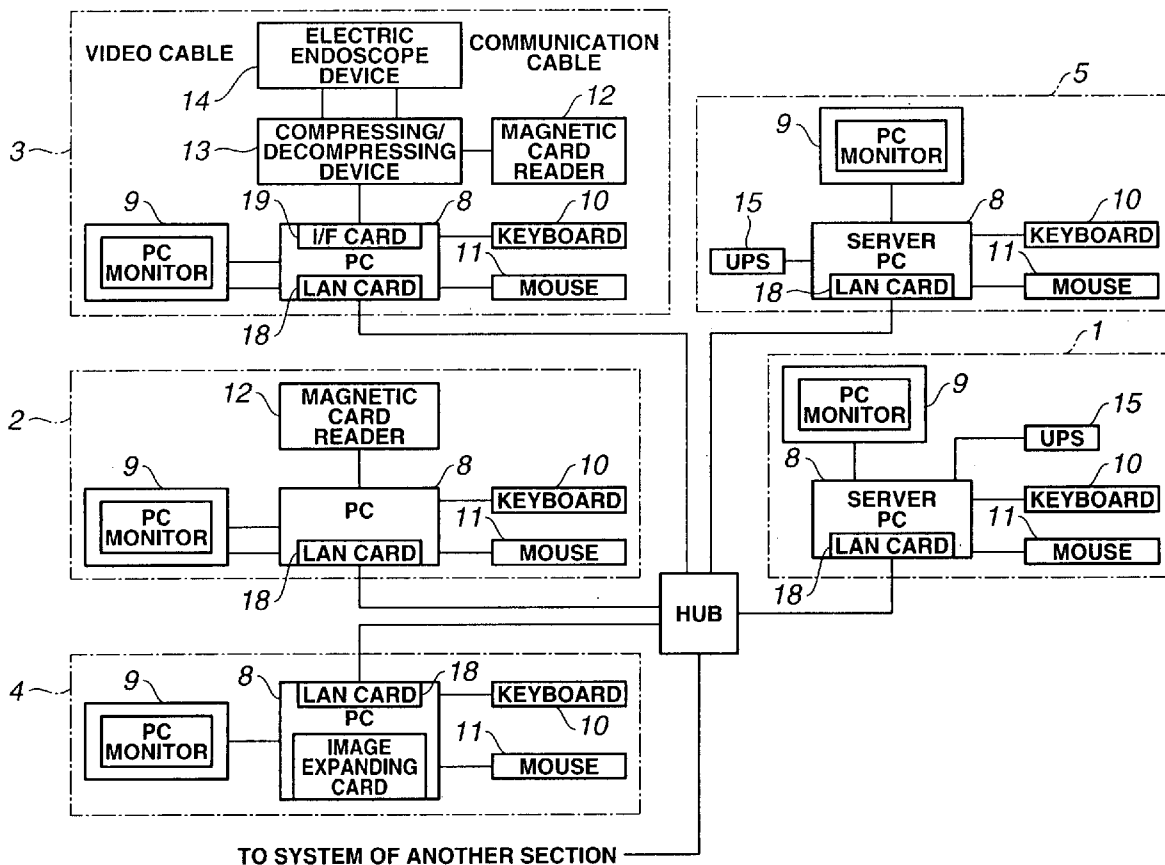 VIDEO CABLE
ELECTRIC
ENDOSCOPE
DEVICE
COMMUNICATION
CABLE
14
12
3
13
COMPRESSING/
DECOMPRESSING
DEVICE
MAGNETIC
CARD
READER
9
19
8
10
PC
MONITOR
I/F CARD
PC
LAN CARD
KEYBOARD
11
MOUSE
18
5
9
PC
MONITOR
15
8
10
UPS
SERVER
PC
LAN CARD
KEYBOARD
11
MOUSE
18
2
12
MAGNETIC
CARD
READER
9
8
10
PC
MONITOR
PC
LAN CARD
KEYBOARD
11
MOUSE
18
1
PC
MONITOR
9
15
UPS
8
10
SERVER
PC
LAN CARD
KEYBOARD
11
MOUSE
18
HUB
4
9
8
18
PC
MONITOR
LAN CARD
PC
IMAGE
EXPANDING
CARD
KEYBOARD
10
11
MOUSE
TO SYSTEM OF ANOTHER SECTION